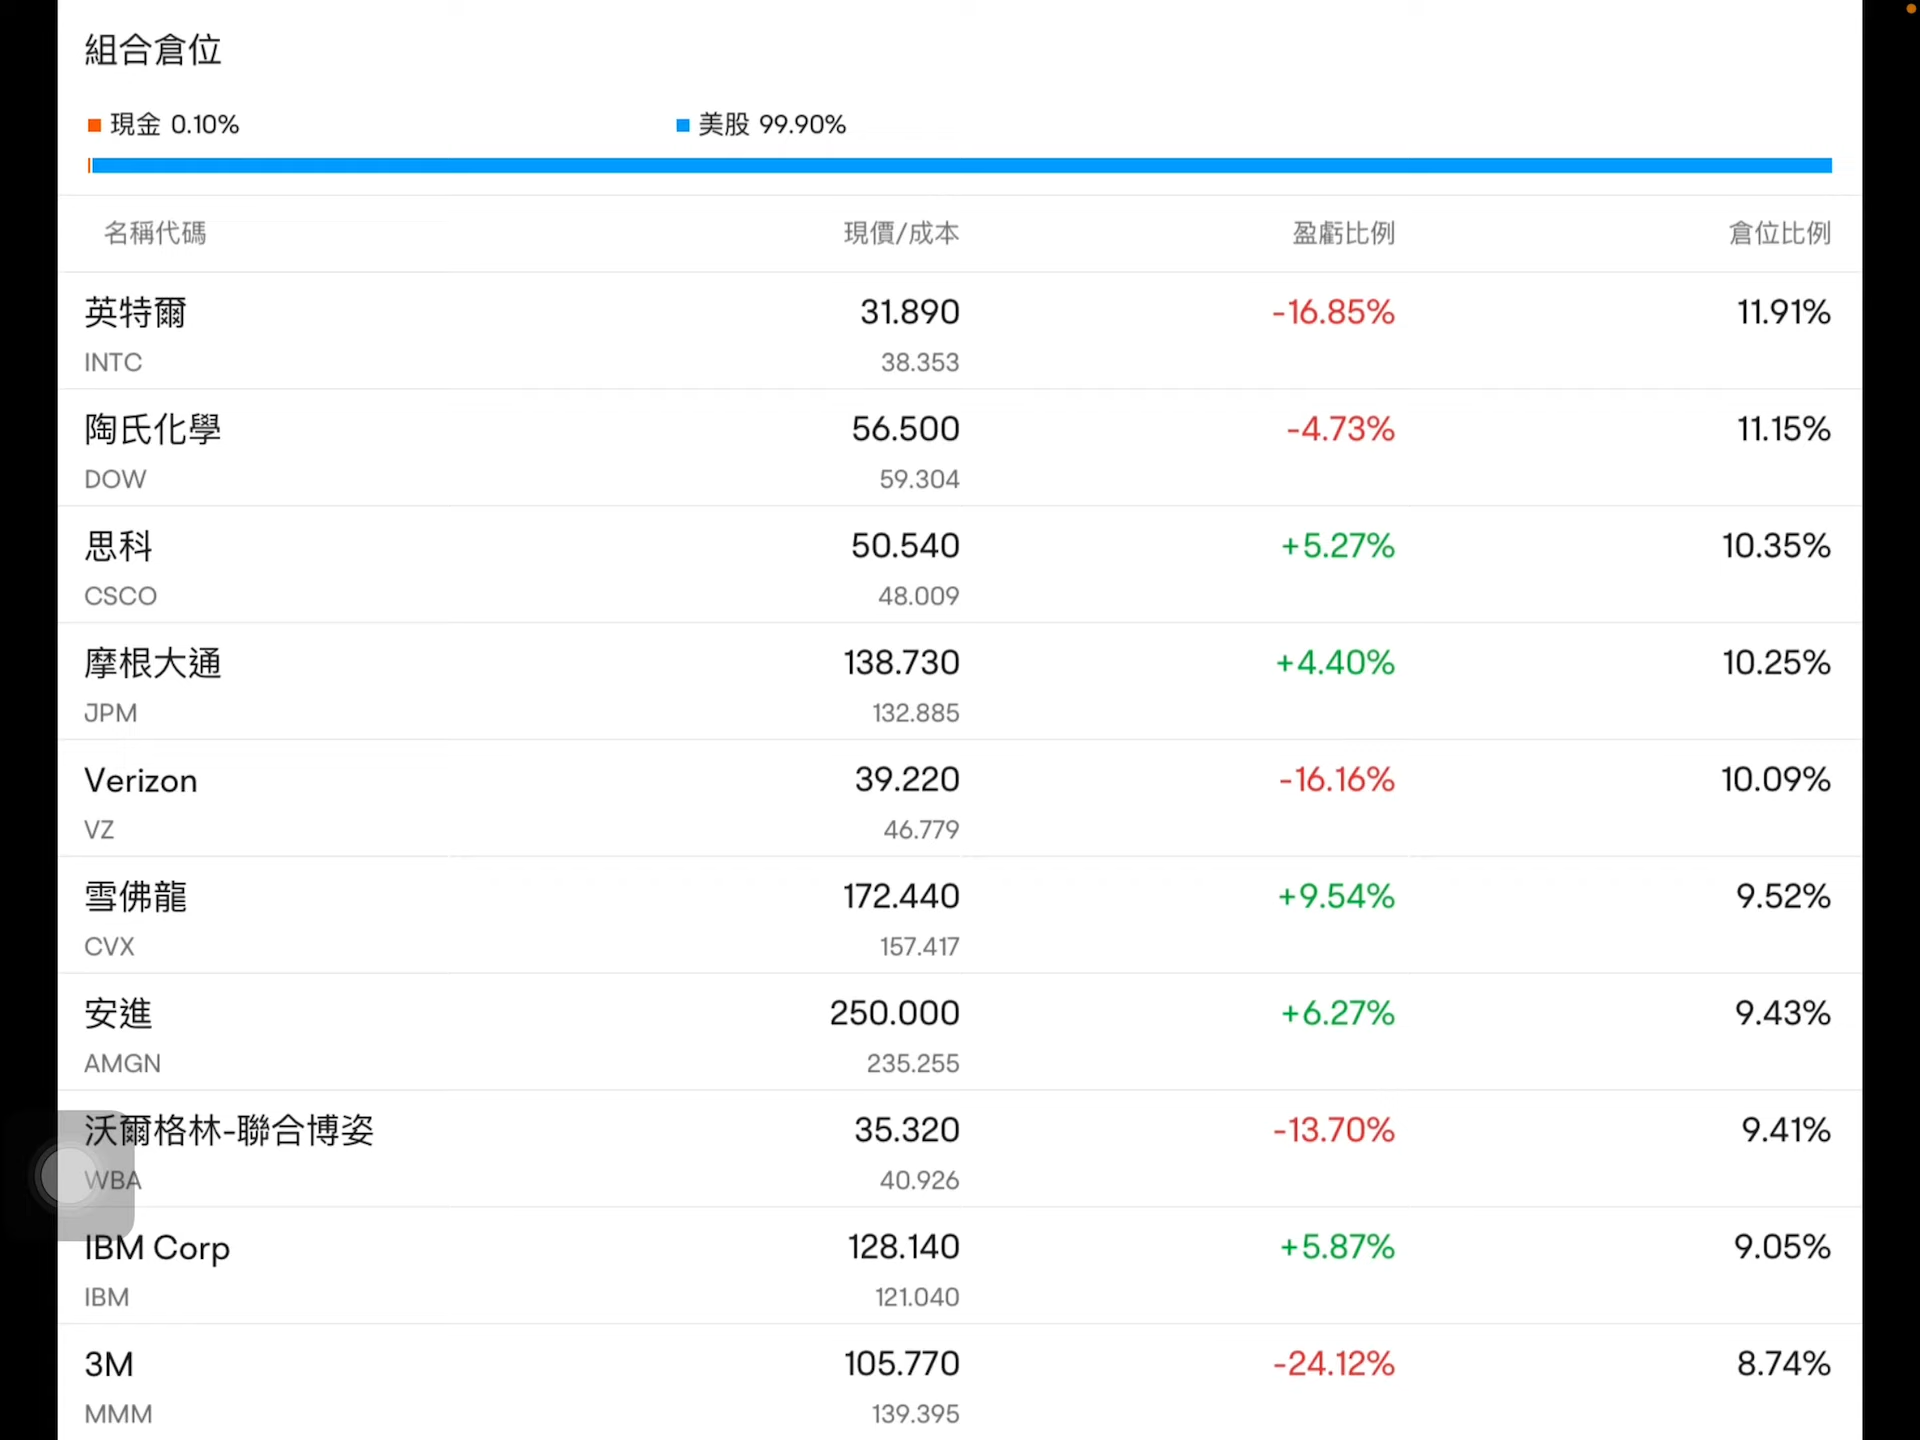 組合倉位
現金 0.10% 美股 99.90%
名稱代碼 現價/成本 盈虧比例 倉位比例
英特爾 31.890 -16.85% 11.91%
INTC 38.353
陶氏化學 56.500 -4.73% 11.15%
DOW 59.304
思科 50.540 +5.27% 10.35%
CSCO 48.009
摩根大通 138.730 +4.40% 10.25%
JPM 132.885
Verizon 39.220 -16.16% 10.09%
VZ 46.779
雪佛龍 172.440 +9.54% 9.52%
CVX 157.417
安進 250.000 +6.27% 9.43%
AMGN 235.255
沃爾格林-聯合博姿 35.320 -13.70% 9.41%
WBA 40.926
IBM Corp 128.140 +5.87% 9.05%
IBM 121.040
3M 105.770 -24.12% 8.74%
MMM 139.395